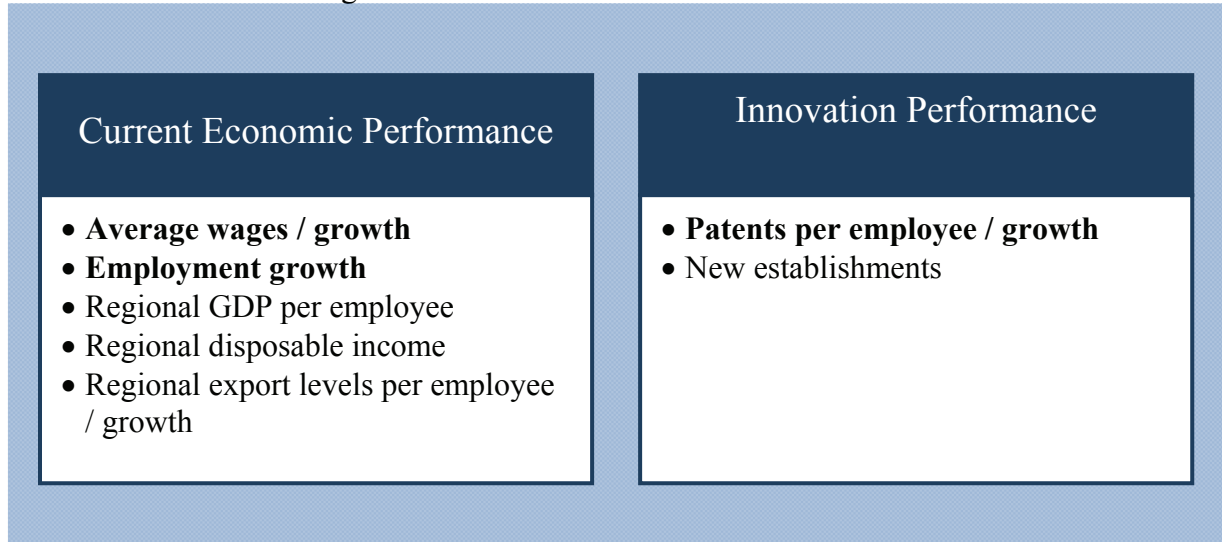 Current Economic Performance
• Average wages / growth
• Employment growth
• Regional GDP per employee
• Regional disposable income
• Regional export levels per employee
/ growth
Innovation Performance
• Patents per employee / growth
• New establishments